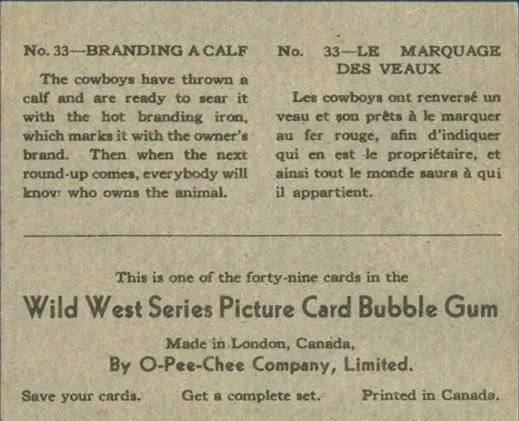 No. 33—BRANDING A CALF
The cowboys have thrown a
calf and are ready to sear it
with the hot branding iron,
which marks it with the owner's
brand. Then when the next
round-up comes, everybody will
know who owns the animal.
No. 33—LE MARQUAGE
DES VEAUX
Les cowboys ont renversé un
veau et son prêts à le marquer
au fer rouge, afin d'indiquer
qui en est le propriétaire, et
ainsi tout le monde saura à qui
il appartient.
This is one of the forty-nine cards in the
Wild West Series Picture Card Bubble Gum
Made in London, Canada,
By O-Pee-Chee Company, Limited.
Save your cards. Get a complete set. Printed in Canada.